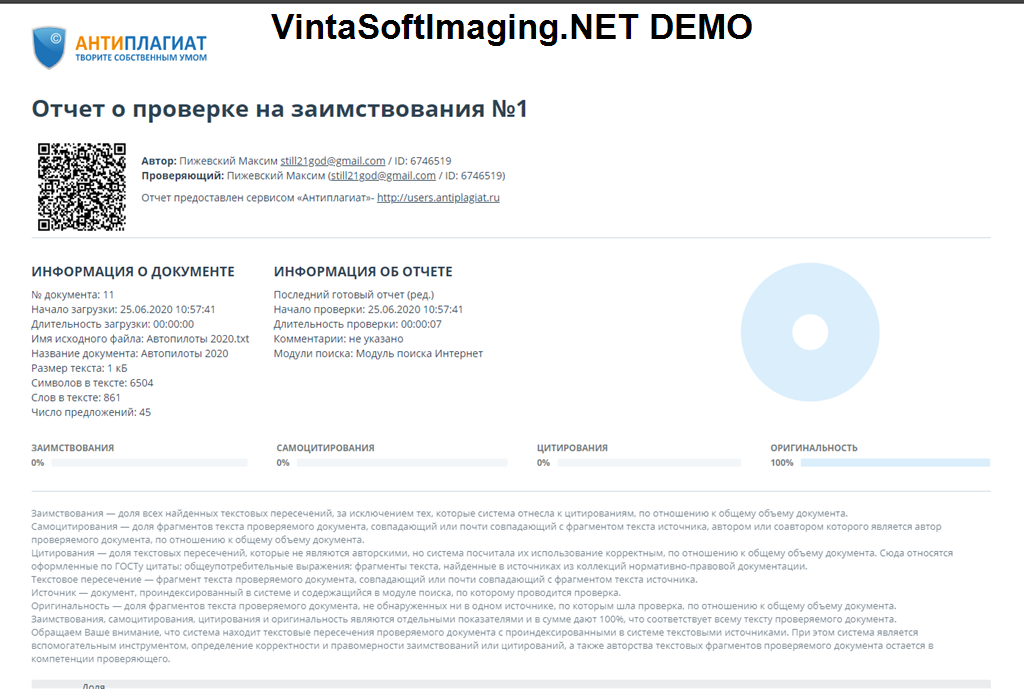 VintaSoftImaging.NET DEMO
©
АНТИПЛАГИАТ
ТВОРИТЕ СОБСТВЕННЫМ УМОМ
Отчет о проверке на заимствования №1
Автор: Пижевский Максим still21god@gmail.com / ID: 6746519
Проверяющий: Пижевский Максим (still21god@gmail.com / ID: 6746519)
Отчет предоставлен сервисом «Антиплагиат»- http://users.antiplagiat.ru
ИНФОРМАЦИЯ О ДОКУМЕНТЕ
№ документа: 11
Начало загрузки: 25.06.2020 10:57:41
Длительность загрузки: 00:00:00
Имя исходного файла: Автопилоты 2020.txt
Название документа: Автопилоты 2020
Размер текста: 1 кБ
Символов в тексте: 6504
Слов в тексте: 861
Число предложений: 45
ИНФОРМАЦИЯ ОБ ОТЧЕТЕ
Последний готовый отчет (ред.)
Начало проверки: 25.06.2020 10:57:41
Длительность проверки: 00:00:07
Комментарии: не указано
Модули поиска: Модуль поиска Интернет
ЗАИМСТВОВАНИЯ
0%
САМОЦИТИРОВАНИЯ
0%
ЦИТИРОВАНИЯ
0%
ОРИГИНАЛЬНОСТЬ
100%
Заимствования — доля всех найденных текстовых пересечений, за исключением тех, которые система отнесла к цитированиям, по отношению к общему объему документа.
Самоцитирования — доля фрагментов текста проверяемого документа, совпадающий или почти совпадающий с фрагментом текста источника, автором или соавтором которого является автор
проверяемого документа, по отношению к общему объему документа.
Цитирования — доля текстовых пересечений, которые не являются авторскими, но система посчитала их использование корректным, по отношению к общему объему документа. Сюда относятся
оформленные по ГОСТу цитаты; общеупотребительные выражения; фрагменты текста, найденные в источниках из коллекций нормативно-правовой документации.
Текстовое пересечение — фрагмент текста проверяемого документа, совпадающий или почти совпадающий с фрагментом текста источника.
Источник — документ, проиндексированный в системе и содержащийся в модуле поиска, по которому проводится проверка.
Оригинальность — доля фрагментов текста проверяемого документа, не обнаруженных ни в одном источнике, по которым шла проверка, по отношению к общему объему документа.
Заимствования, самоцитирования, цитирования и оригинальность являются отдельными показателями и в сумме дают 100%, что соответствует всему тексту проверяемого документа.
Обращаем Ваше внимание, что система находит текстовые пересечения проверяемого документа с проиндексированными в системе текстовыми источниками. При этом система является
вспомогательным инструментом, определение корректности и правомерности заимствований или цитирований, а также авторства текстовых фрагментов проверяемого документа остается в
компетенции проверяющего.
Доля